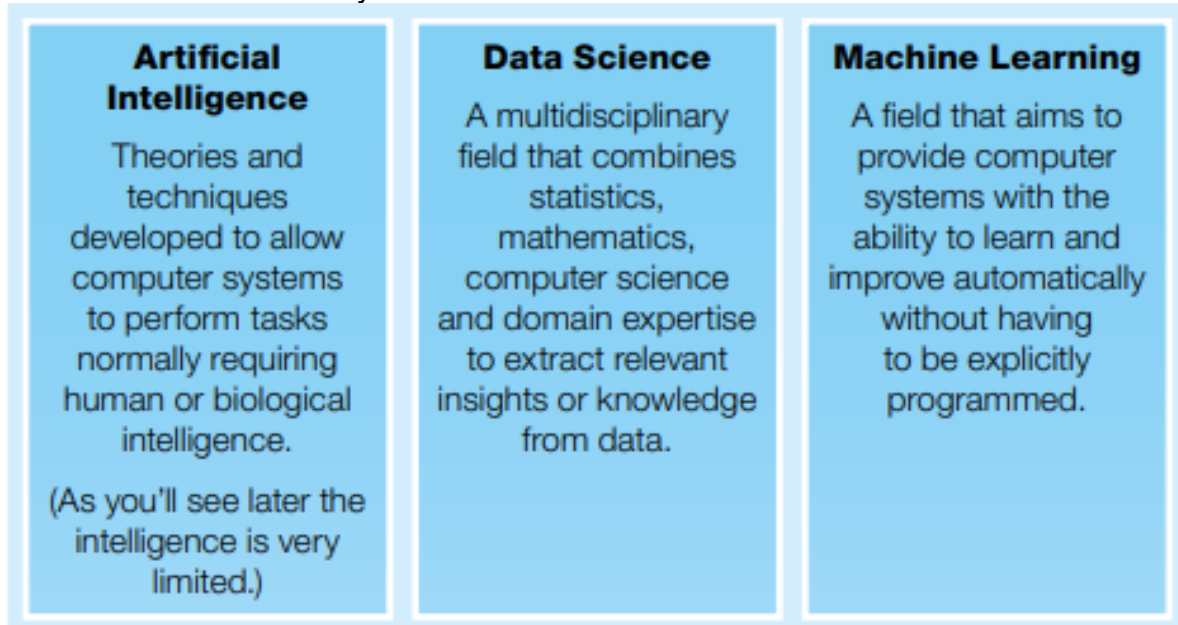 Artificial
Intelligence
Theories and
techniques
developed to allow
computer systems
to perform tasks
normally requiring
human or biological
intelligence.
(As you'll see later the
intelligence is very
limited.)
Data Science
A multidisciplinary
field that combines
statistics,
mathematics,
computer science
and domain expertise
to extract relevant
insights or knowledge
from data.
Machine Learning
A field that aims to
provide computer
systems with the
ability to learn and
improve automatically
without having
to be explicitly
programmed.